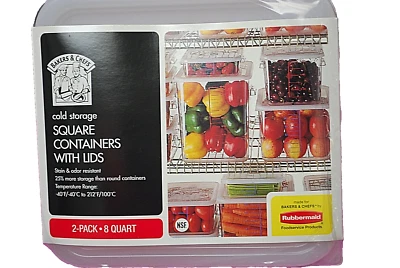 BAKERS & CHEFS
cold storage
SQUARE
CONTAINERS
WITH LIDS
Stain & odor resistant
25% more storage than round containers
Temperature Range:
-40°F/-40°C to 212°F/100°C
2-PACK • 8 QUART
NSF
made for
BAKERS & CHEFS by
Rubbermaid
Foodservice Products